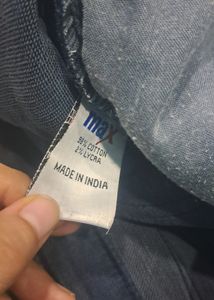 max
98% COTTON
2% LYCRA
MADE IN INDIA